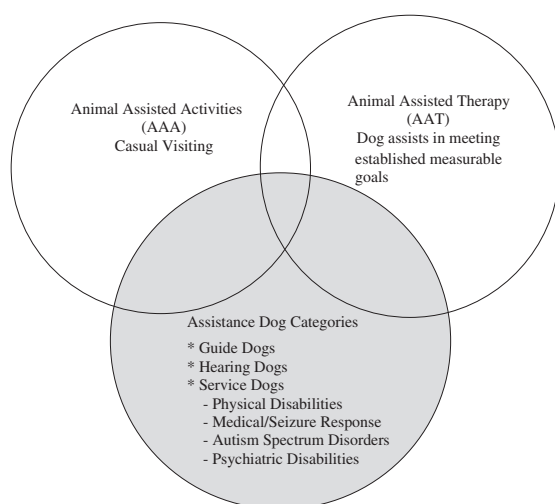 Animal Assisted Activities
(AAA)
Casual Visiting
Animal Assisted Therapy
(AAT)
Dog assists in meeting
established measurable
goals
Assistance Dog Categories
* Guide Dogs
* Hearing Dogs
* Service Dogs
- Physical Disabilities
- Medical/Seizure Response
- Autism Spectrum Disorders
- Psychiatric Disabilities